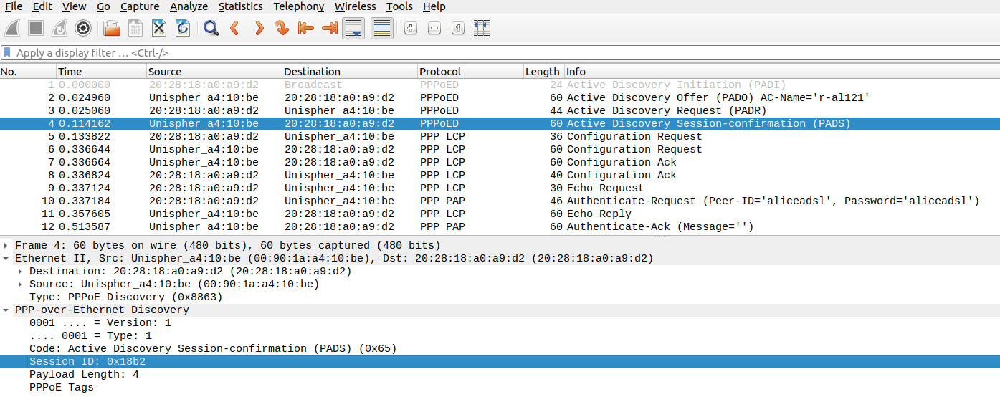 File Edit View Go Capture Analyze Statistics Telephony Wireless Tools Help
Apply a display filter … <Ctrl-/>
No. Time Source Destination Protocol Length Info
1 0.000000 20:28:18:a0:a9:d2 Broadcast PPPoED 24 Active Discovery Initiation (PADI)
2 0.024960 Unispher_a4:10:be 20:28:18:a0:a9:d2 PPPoED 60 Active Discovery Offer (PADO) AC-Name='r-al121'
3 0.025060 20:28:18:a0:a9:d2 Unispher_a4:10:be PPPoED 44 Active Discovery Request (PADR)
4 0.114162 Unispher_a4:10:be 20:28:18:a0:a9:d2 PPPoED 60 Active Discovery Session-confirmation (PADS)
5 0.133822 20:28:18:a0:a9:d2 Unispher_a4:10:be PPP LCP 36 Configuration Request
6 0.336644 Unispher_a4:10:be 20:28:18:a0:a9:d2 PPP LCP 60 Configuration Request
7 0.336664 Unispher_a4:10:be 20:28:18:a0:a9:d2 PPP LCP 60 Configuration Ack
8 0.336824 20:28:18:a0:a9:d2 Unispher_a4:10:be PPP LCP 40 Configuration Ack
9 0.337124 20:28:18:a0:a9:d2 Unispher_a4:10:be PPP LCP 30 Echo Request
10 0.337184 20:28:18:a0:a9:d2 Unispher_a4:10:be PPP PAP 46 Authenticate-Request (Peer-ID='aliceadsl', Password='aliceadsl')
11 0.357605 Unispher_a4:10:be 20:28:18:a0:a9:d2 PPP LCP 60 Echo Reply
12 0.513587 Unispher_a4:10:be 20:28:18:a0:a9:d2 PPP PAP 60 Authenticate-Ack (Message='')
Frame 4: 60 bytes on wire (480 bits), 60 bytes captured (480 bits)
Ethernet II, Src: Unispher_a4:10:be (00:90:1a:a4:10:be), Dst: 20:28:18:a0:a9:d2 (20:28:18:a0:a9:d2)
Destination: 20:28:18:a0:a9:d2 (20:28:18:a0:a9:d2)
Source: Unispher_a4:10:be (00:90:1a:a4:10:be)
Type: PPPoE Discovery (0x8863)
PPP-over-Ethernet Discovery
0001 .... = Version: 1
.... 0001 = Type: 1
Code: Active Discovery Session-confirmation (PADS) (0x65)
Session ID: 0x18b2
Payload Length: 4
PPPoE Tags